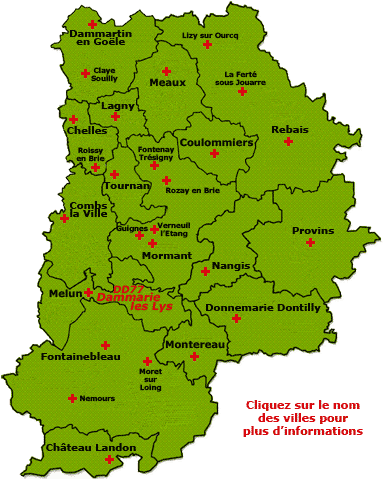 Dammartin
en Goële
Lizy sur Ourcq
Claye
Souilly
Meaux
La Ferté
sous Jouarre
Lagny
Chelles
Rebais
Roissy
en Brie
Fontenay
Trésigny
Coulommiers
Tournan
Rozay en Brie
Combs
la Ville
Guignes
Verneuil
l'Etang
Provins
Mormant
Nangis
Melun
DD77
Dammarie
les Lys
Donnemarie Dontilly
Fontainebleau
Montereau
Moret
sur
Loing
Nemours
Cliquez sur le nom
des villes pour
plus d'informations
Château Landon